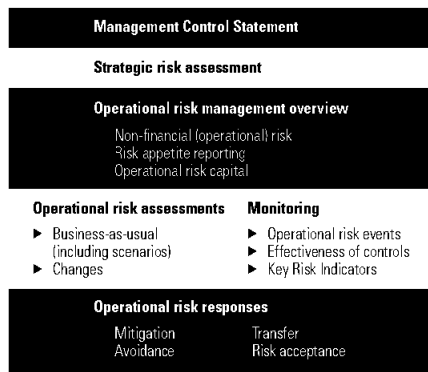 Management Control Statement
Strategic risk assessment
Operational risk management overview
Non-financial (operational) risk
Risk appetite reporting
Operational risk capital
Operational risk assessments
► Business-as-usual
(including scenarios)
► Changes
Monitoring
► Operational risk events
► Effectiveness of controls
► Key Risk Indicators
Operational risk responses
Mitigation
Avoidance
Transfer
Risk acceptance